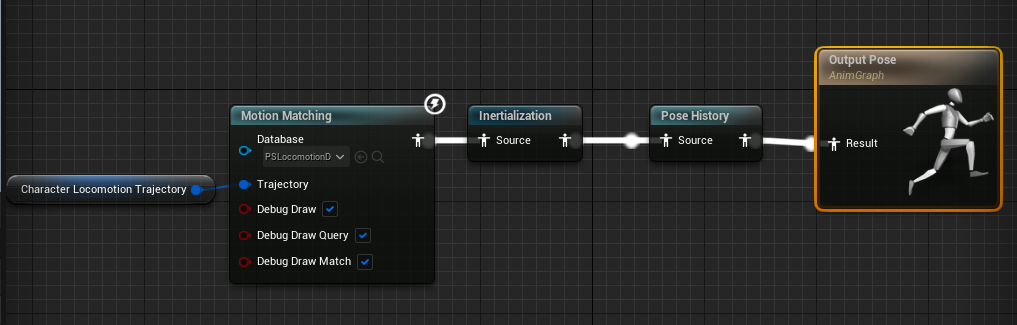 Output Pose
AnimGraph
Result
Motion Matching
Database
PSLocomotionD
Trajectory
Debug Draw
Debug Draw Query
Debug Draw Match
Inertialization
Source
Pose History
Source
Character Locomotion Trajectory